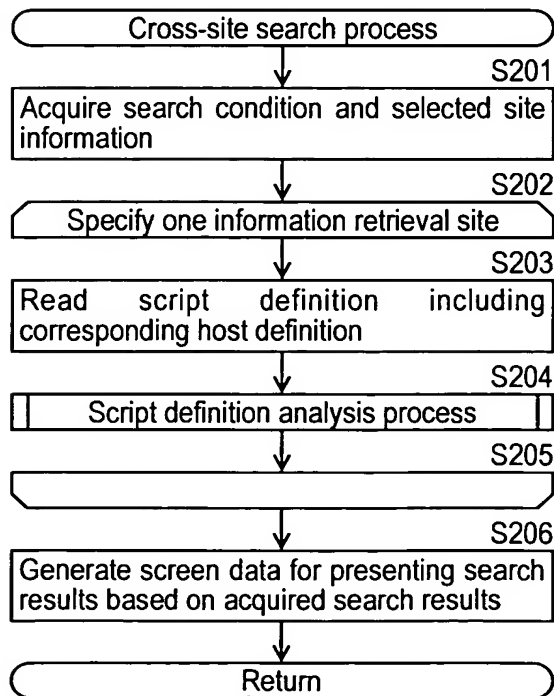 Cross-site search process
S201
Acquire search condition and selected site
information
S202
Specify one information retrieval site
S203
Read script definition including
corresponding host definition
S204
Script definition analysis process
S205
S206
Generate screen data for presenting search
results based on acquired search results
Return